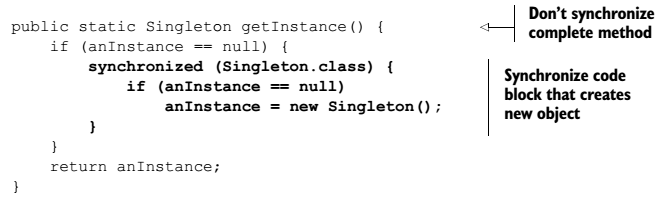 public static Singleton getInstance() {
    if (anInstance == null) {
        synchronized (Singleton.class) {
            if (anInstance == null)
                anInstance = new Singleton();
        }
    }
    return anInstance;
}
Don't synchronize
complete method
Synchronize code
block that creates
new object